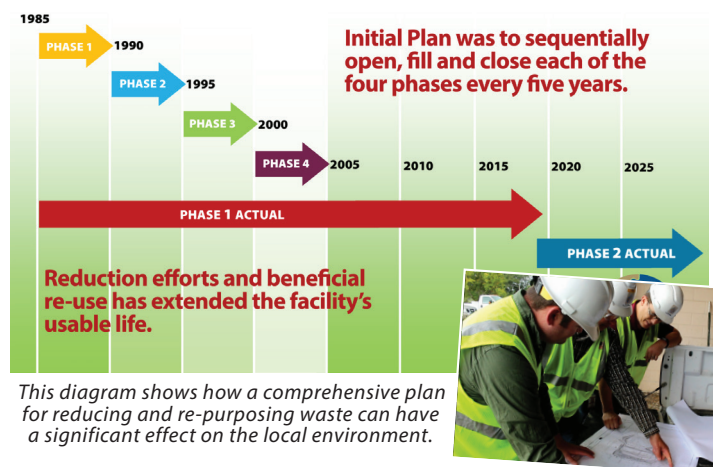 1985
PHASE 1
1990
Initial Plan was to sequentially
open, fill and close each of the
four phases every five years.
PHASE 2
1995
PHASE 3
2000
PHASE 4
2005
2010
2015
2020
2025
PHASE 1 ACTUAL
PHASE 2 ACTUAL
Reduction efforts and beneficial
re-use has extended the facility's
usable life.
This diagram shows how a comprehensive plan
for reducing and re-purposing waste can have
a significant effect on the local environment.